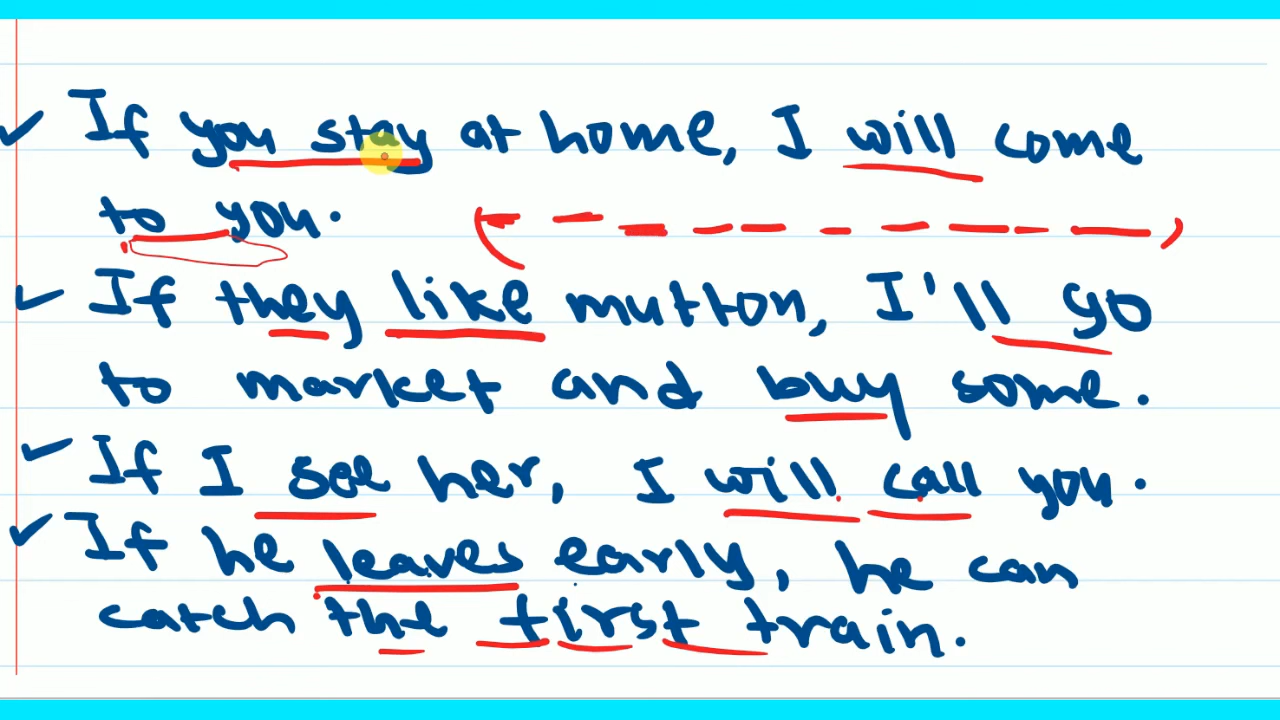 If you stay at home, I will come
to you.
If they like mutton, I'll go
to market and buy some.
If I see her, I will call you.
If he leaves early, he can
catch the first train.